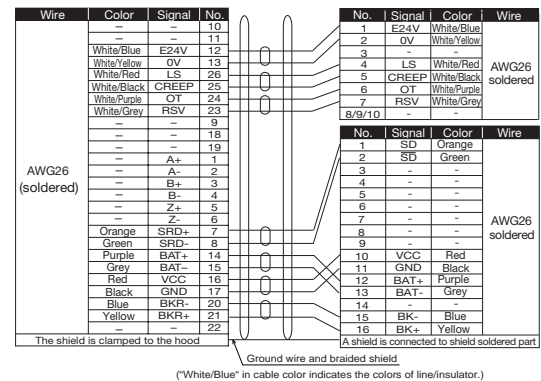 Wire Color Signal No.
– – 10
– – 11
White/Blue E24V 12
White/Yellow 0V 13
White/Red LS 26
White/Black CREEP 25
White/Purple OT 24
White/Grey RSV 23
– – 9
– – 18
– – 19
– A+ 1
– A- 2
– B+ 3
– B- 4
– Z+ 5
– Z- 6
Orange SRD+ 7
Green SRD- 8
Purple BAT+ 14
Grey BAT– 15
Red VCC 16
Black GND 17
Blue BKR- 20
Yellow BKR+ 21
– – 22
AWG26
(soldered)
The shield is clamped to the hood
No. Signal Color Wire
1 E24V White/Blue
2 0V White/Yellow
3 - -
4 LS White/Red
5 CREEP White/Black
6 OT White/Purple
7 RSV White/Grey
8/9/10 - -
AWG26
soldered
No. Signal Color Wire
1 SD Orange
2 S̅D̅ Green
3 - -
4 - -
5 - -
6 - -
7 - -
8 - -
9 - -
10 VCC Red
11 GND Black
12 BAT+ Purple
13 BAT- Grey
14 - -
15 BK- Blue
16 BK+ Yellow
AWG26
soldered
A shield is connected to shield soldered part
Ground wire and braided shield
("White/Blue" in cable color indicates the colors of line/insulator.)